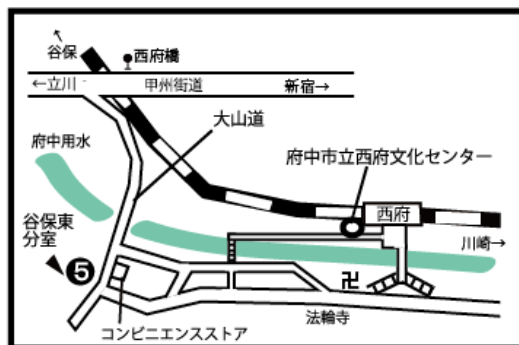 谷保
西府橋
←立川
甲州街道
新宿→
大山道
府中用水
府中市立西府文化センター
西府
谷保東
分室
川崎→
5
卍
法輪寺
コンビニエンスストア